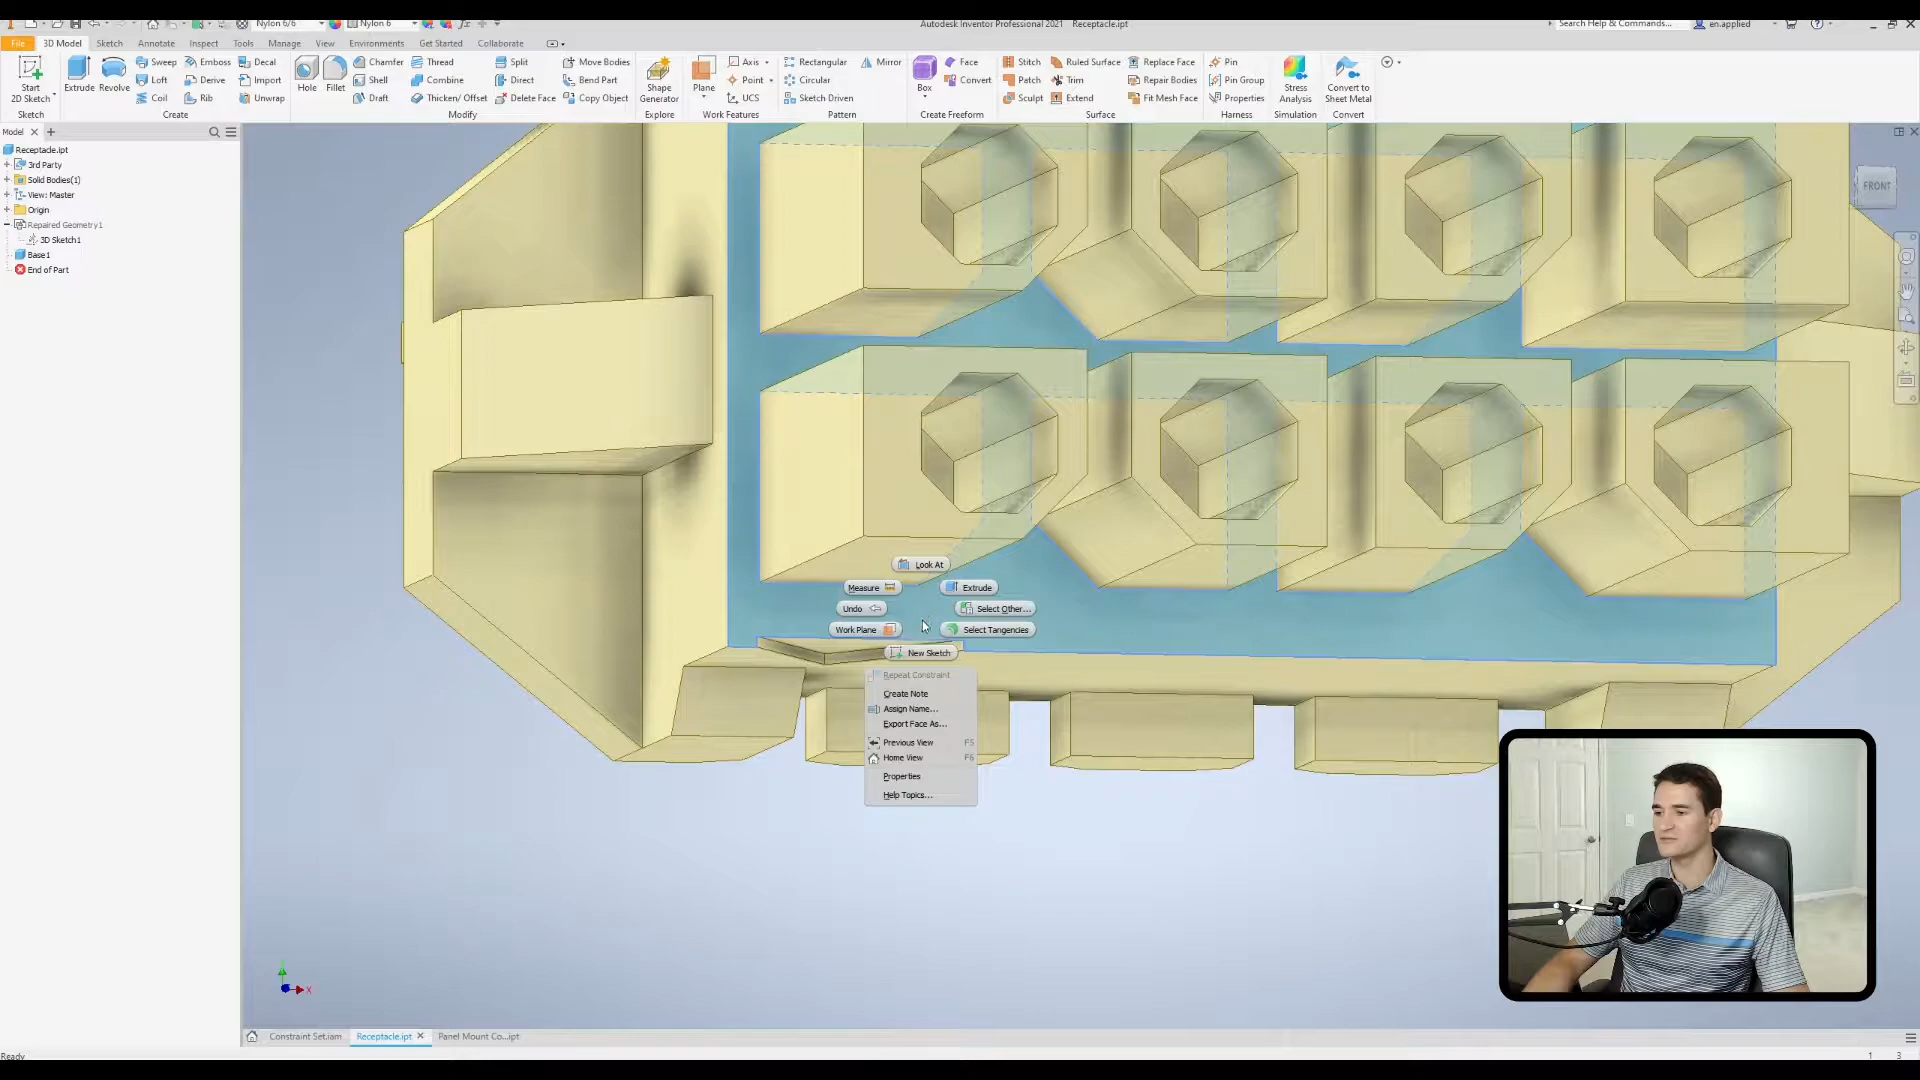 Nylon 6/6
Nylon 6
fx
Autodesk Inventor Professional 2021 Receptacle.ipt
Search Help & Commands...
en.applied
File
3D Model
Sketch
Annotate
Inspect
Tools
Manage
View
Environments
Get Started
Collaborate
Start
2D Sketch
Extrude
Revolve
Sweep
Emboss
Decal
Loft
Derive
Import
Coil
Rib
Unwrap
Hole
Fillet
Chamfer
Thread
Split
Move Bodies
Shell
Combine
Direct
Bend Part
Draft
Thicken/ Offset
Delete Face
Copy Object
Shape
Generator
Plane
Axis
Point
UCS
Rectangular
Mirror
Circular
Sketch Driven
Box
Face
Convert
Stitch
Ruled Surface
Replace Face
Patch
Trim
Repair Bodies
Sculpt
Extend
Fit Mesh Face
Pin
Pin Group
Properties
Stress
Analysis
Convert to
Sheet Metal
Sketch
Create
Modify
Explore
Work Features
Pattern
Create Freeform
Surface
Harness
Simulation
Convert
Model
Receptacle.ipt
3rd Party
Solid Bodies(1)
View: Master
Origin
Repaired Geometry1
3D Sketch1
Base1
End of Part
FRONT
Look At
Measure
Extrude
Undo
Select Other...
Work Plane
Select Tangencies
New Sketch
Repeat Constraint
Create Note
Assign Name...
Export Face As...
Previous View F5
Home View F6
Properties
Help Topics...
X
Constraint Set.iam
Receptacle.ipt
Panel Mount Co...ipt
Ready
1 3